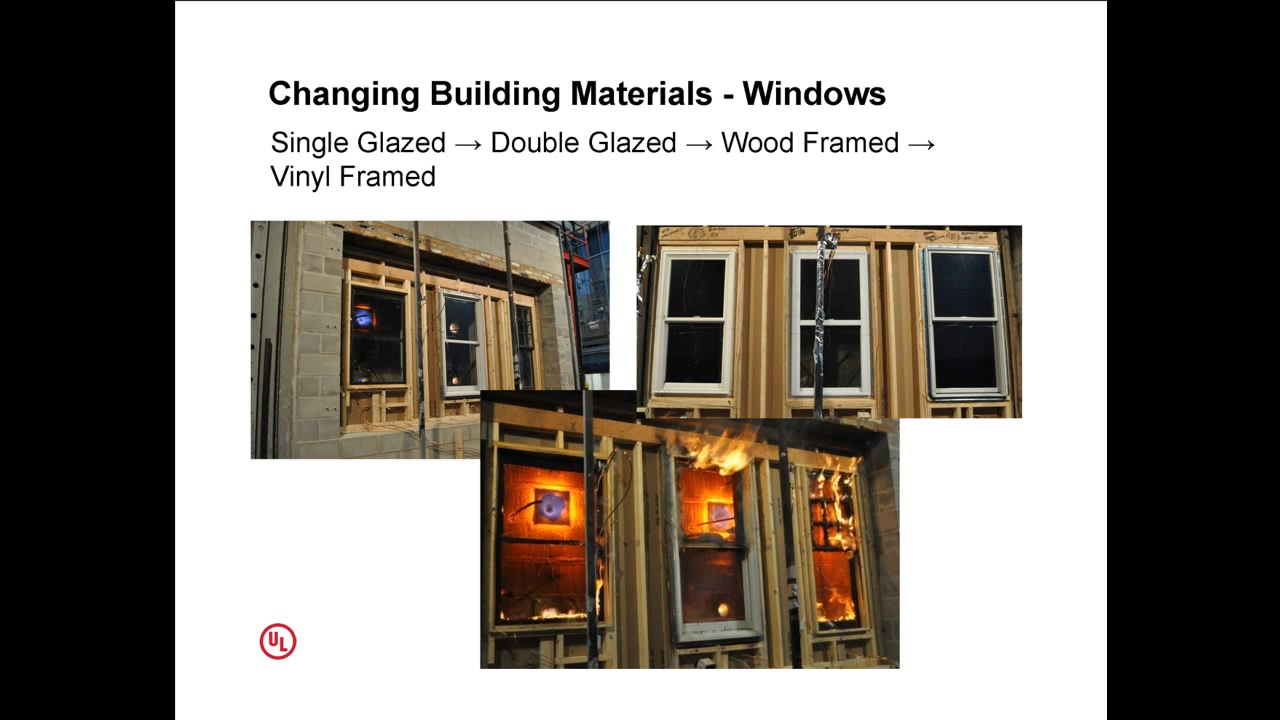 Changing Building Materials - Windows
Single Glazed → Double Glazed → Wood Framed →
Vinyl Framed
UL